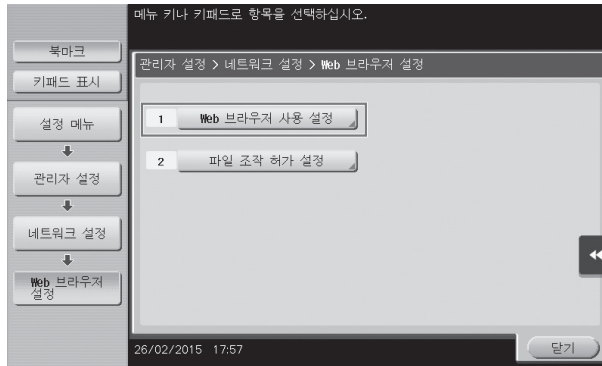 메뉴 키나 키패드로 항목을 선택하십시오.
북마크
키패드 표시
설정 메뉴
관리자 설정
네트워크 설정
Web 브라우저
설정
관리자 설정 > 네트워크 설정 > Web 브라우저 설정
1 Web 브라우저 사용 설정
2 파일 조작 허가 설정
26/02/2015 17:57
닫기